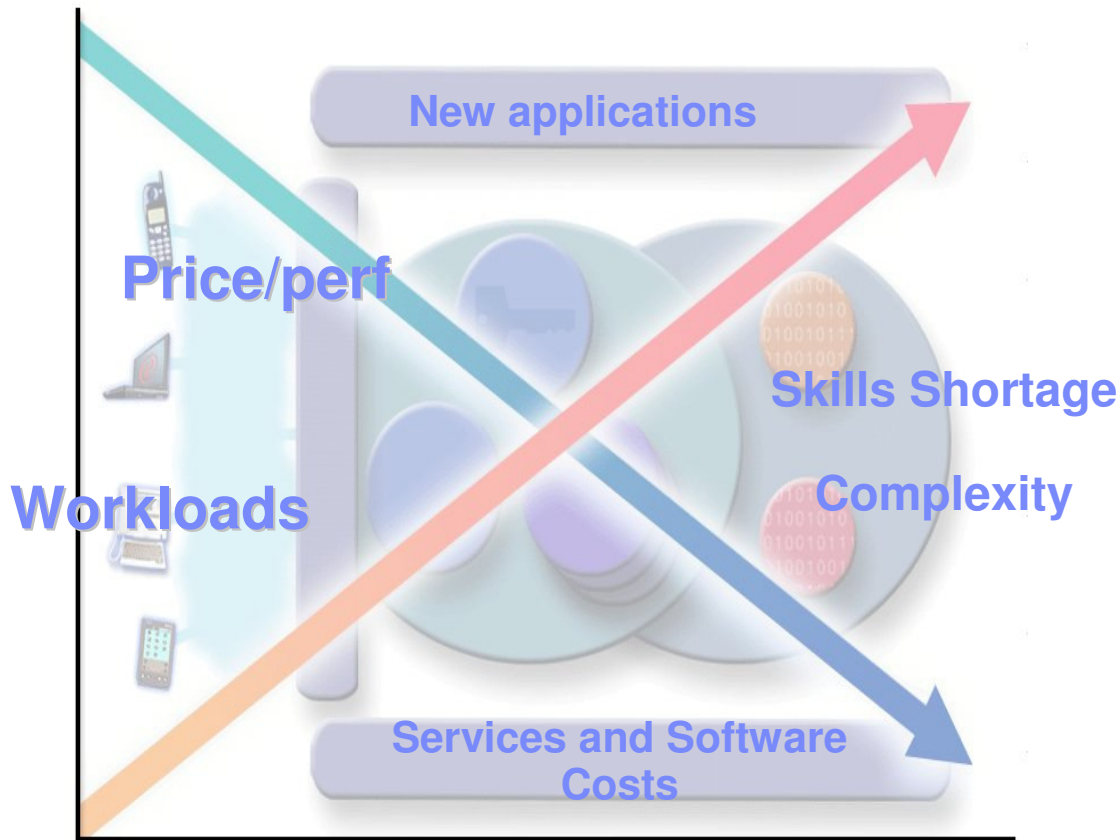 New applications
Price/perf
Skills Shortage
Complexity
Workloads
Services and Software
Costs